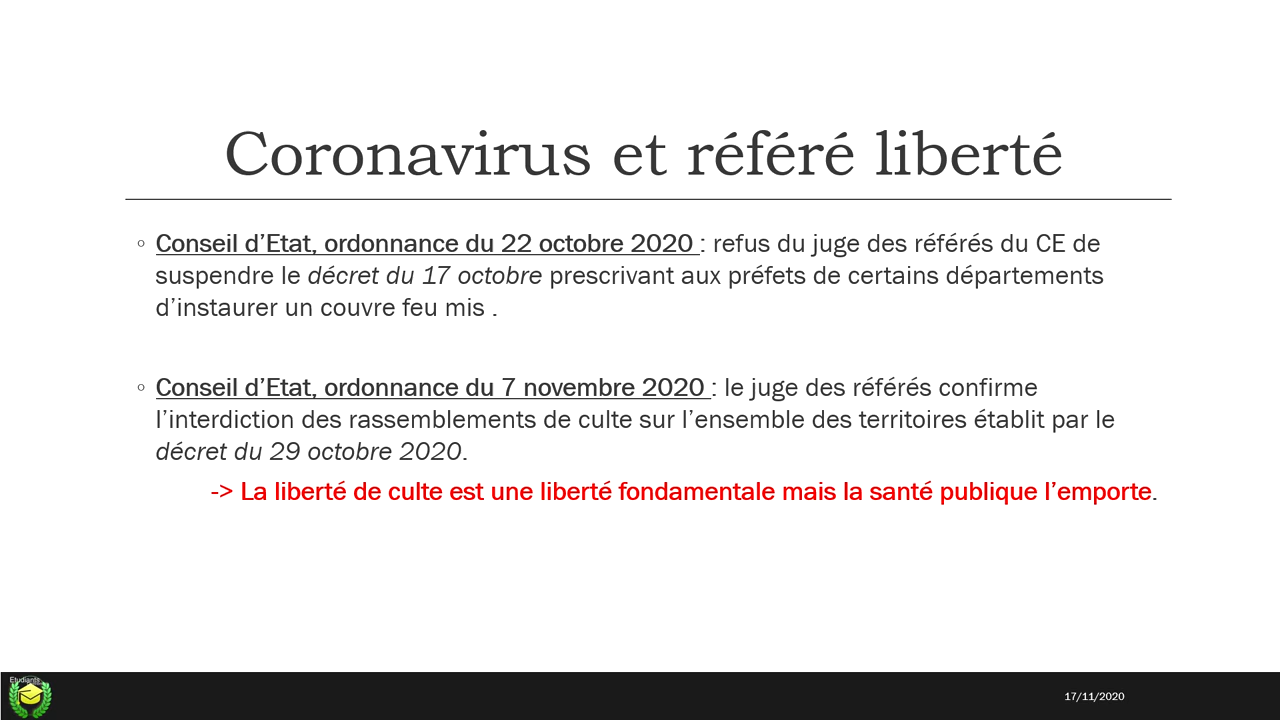 Coronavirus et référé liberté
◦ Conseil d’Etat, ordonnance du 22 octobre 2020 : refus du juge des référés du CE de
suspendre le décret du 17 octobre prescrivant aux préfets de certains départements
d’instaurer un couvre feu mis .
◦ Conseil d’Etat, ordonnance du 7 novembre 2020 : le juge des référés confirme
l’interdiction des rassemblements de culte sur l’ensemble des territoires établit par le
décret du 29 octobre 2020.
-> La liberté de culte est une liberté fondamentale mais la santé publique l’emporte.
Etudiants
17/11/2020